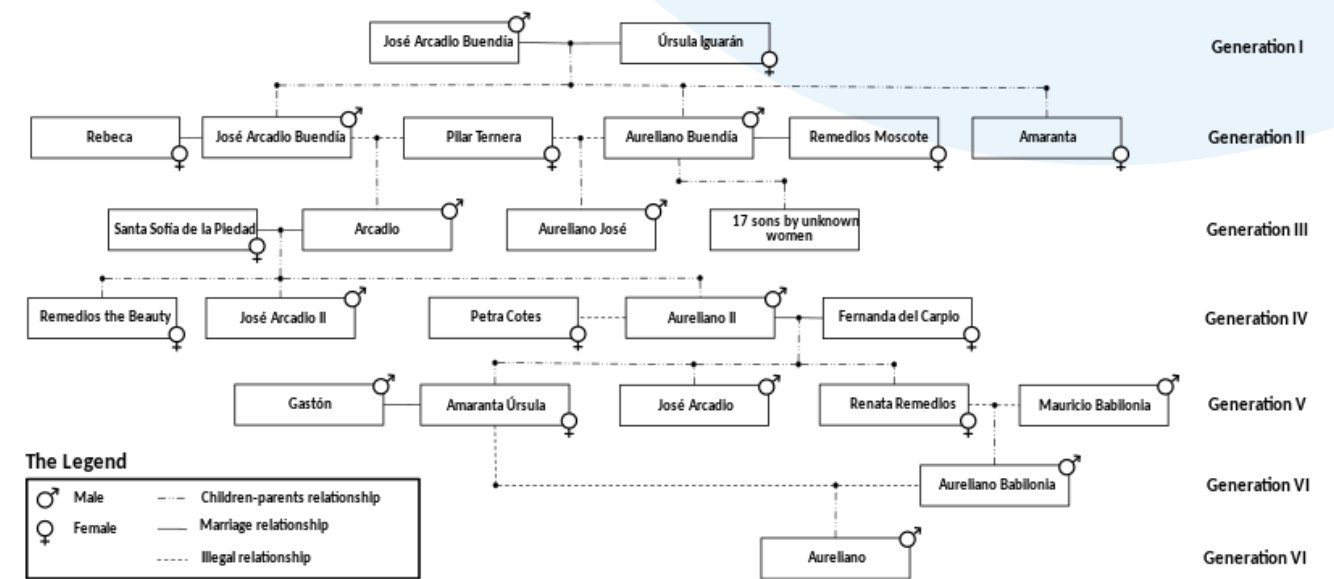 José Arcadio Buendía
Úrsula Iguarán
Generation I
Rebeca
José Arcadio Buendía
Pilar Ternera
Aureliano Buendía
Remedios Moscote
Amaranta
Generation II
Santa Sofía de la Piedad
Arcadio
Aureliano José
17 sons by unknown
women
Generation III
Remedios the Beauty
José Arcadio II
Petra Cotes
Aureliano II
Fernanda del Carpio
Generation IV
Gastón
Amaranta Úrsula
José Arcadio
Renata Remedios
Mauricio Babilonia
Generation V
Aureliano Babilonia
Generation VI
Aureliano
Generation VI
The Legend
Male
Children-parents relationship
Female
Marriage relationship
Illegal relationship